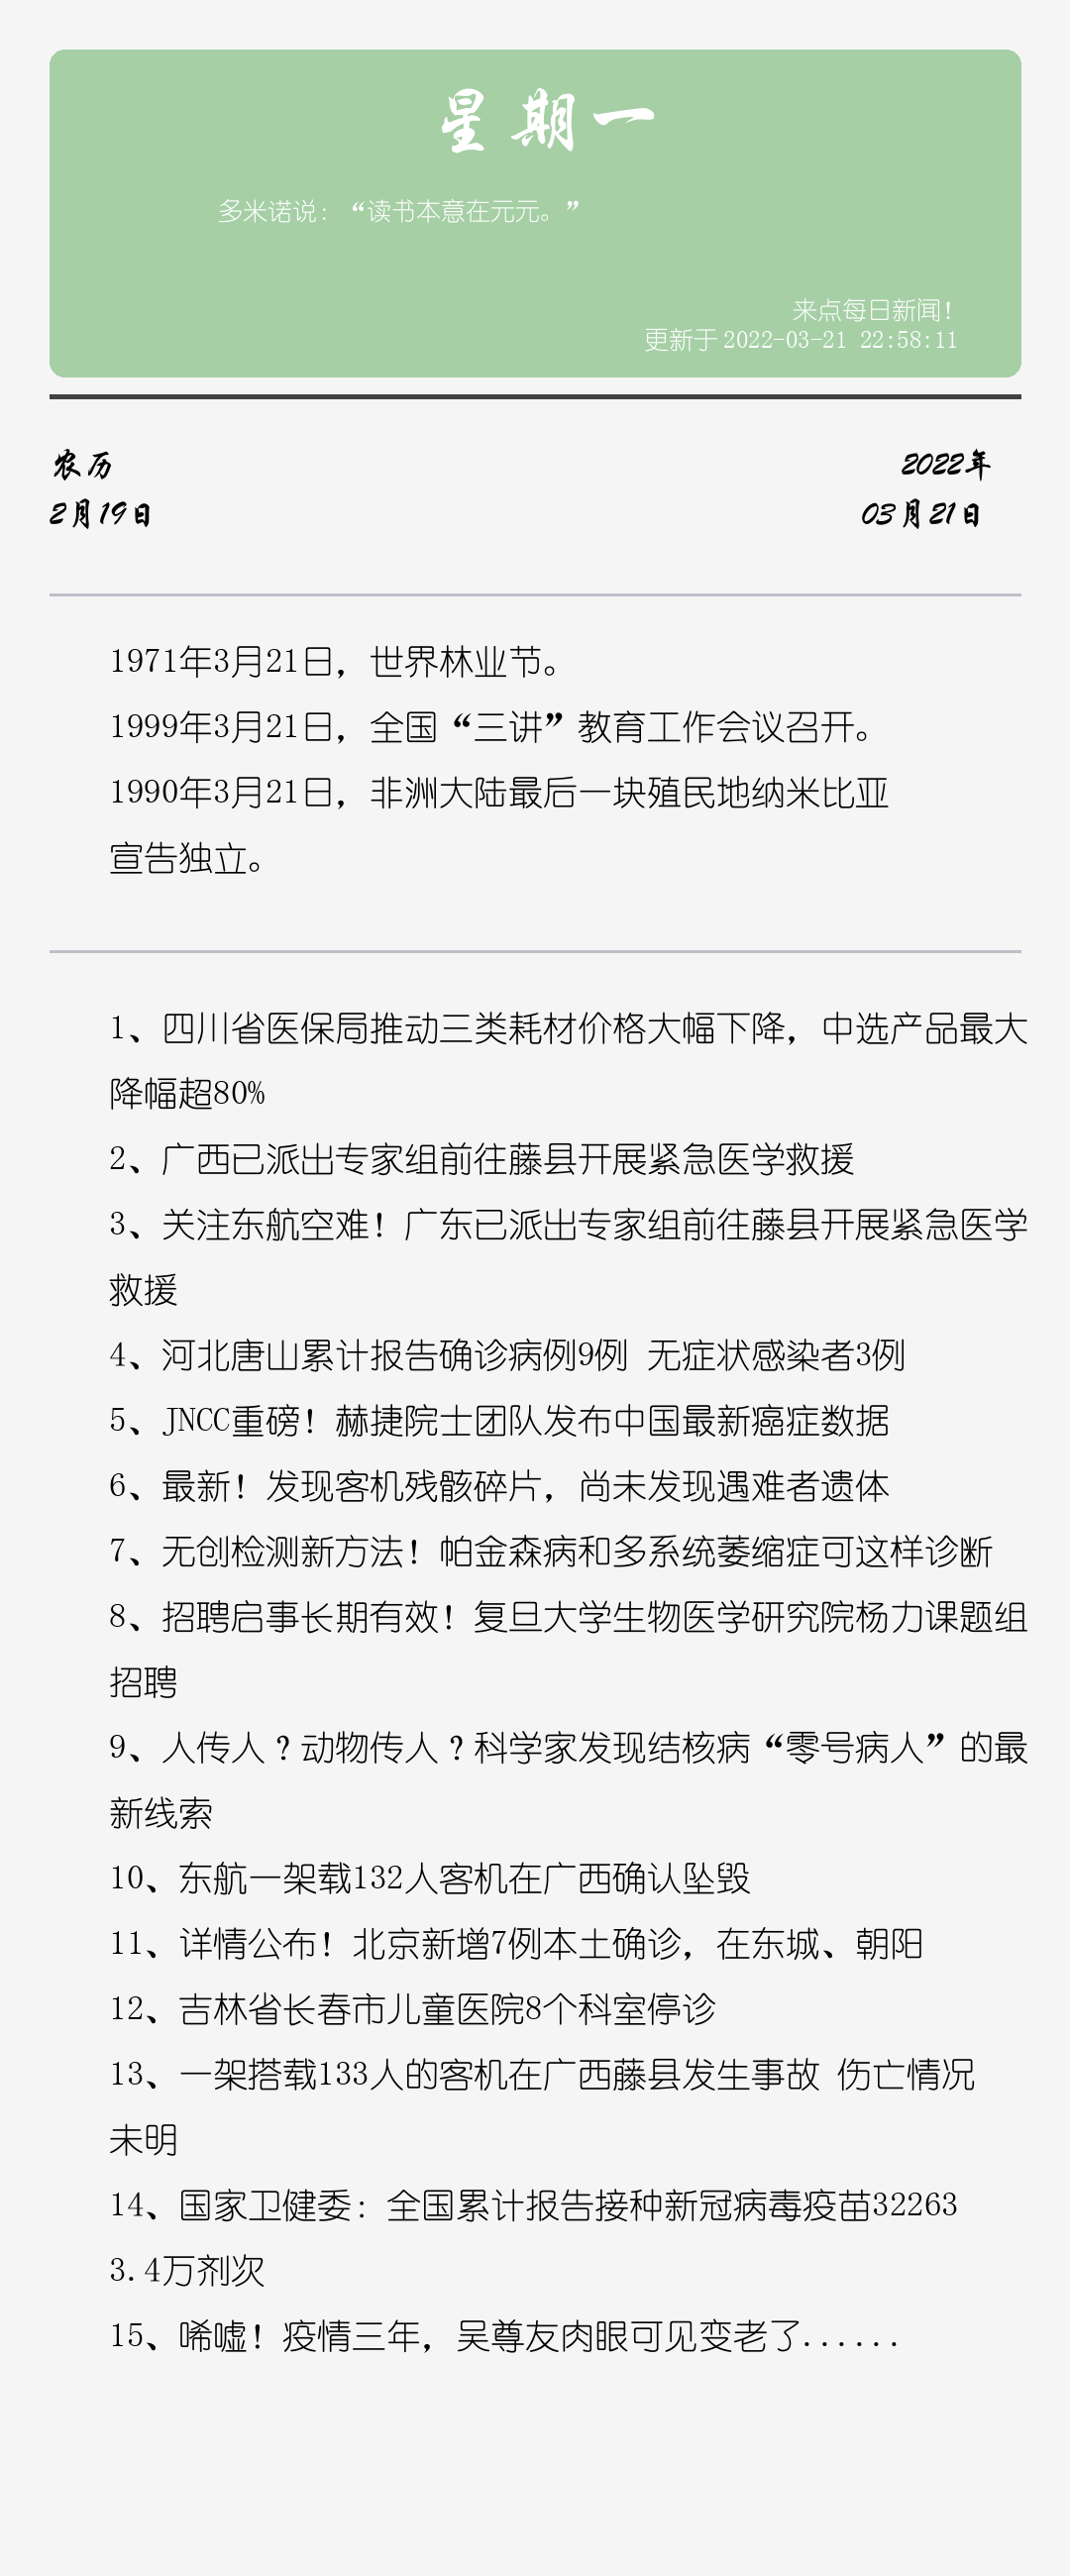 星期一
多米诺说：“读书本意在元元。”
来点每日新闻！
更新于 2022-03-21 22:58:11
农历
2022年
2月19日
03月21日
1971年3月21日，世界林业节。
1999年3月21日，全国“三讲”教育工作会议召开。
1990年3月21日，非洲大陆最后一块殖民地纳米比亚
宣告独立。
1、四川省医保局推动三类耗材价格大幅下降，中选产品最大
降幅超80%
2、广西已派出专家组前往藤县开展紧急医学救援
3、关注东航空难！广东已派出专家组前往藤县开展紧急医学
救援
4、河北唐山累计报告确诊病例9例 无症状感染者3例
5、JNCC重磅！赫捷院士团队发布中国最新癌症数据
6、最新！发现客机残骸碎片，尚未发现遇难者遗体
7、无创检测新方法！帕金森病和多系统萎缩症可这样诊断
8、招聘启事长期有效！复旦大学生物医学研究院杨力课题组
招聘
9、人传人？动物传人？科学家发现结核病“零号病人”的最
新线索
10、东航一架载132人客机在广西确认坠毁
11、详情公布！北京新增7例本土确诊，在东城、朝阳
12、吉林省长春市儿童医院8个科室停诊
13、一架搭载133人的客机在广西藤县发生事故 伤亡情况
未明
14、国家卫健委：全国累计报告接种新冠病毒疫苗32263
3.4万剂次
15、唏嘘！疫情三年，吴尊友肉眼可见变老了......